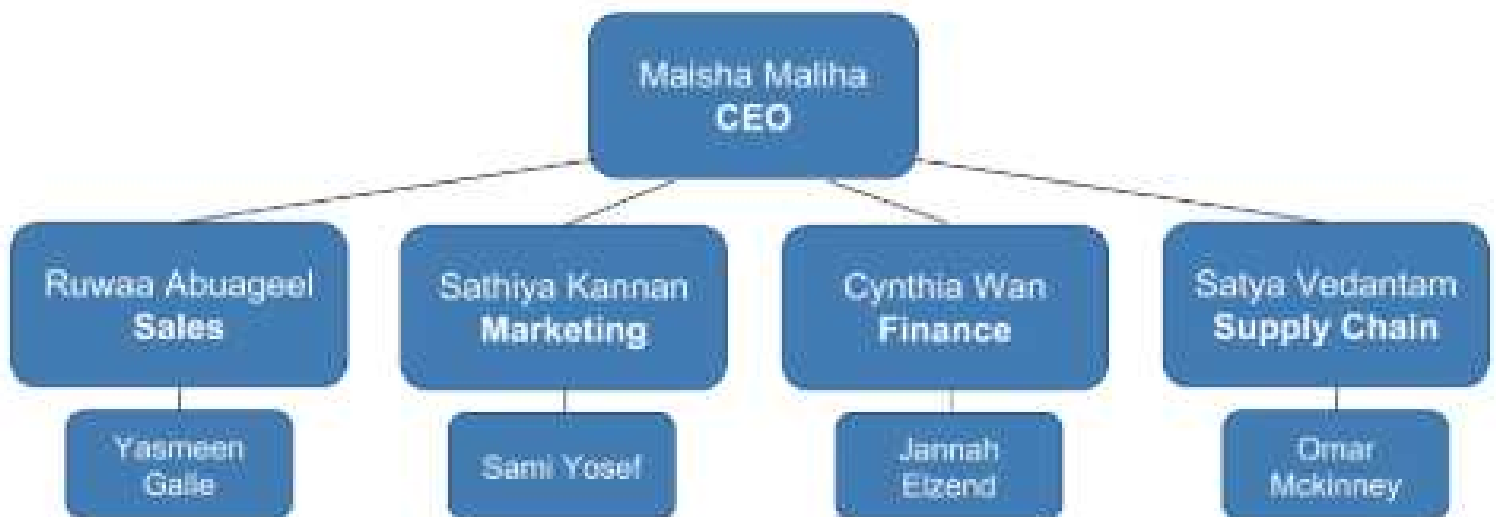 Maisha Maliha
CEO
Ruwaa Abuageel
Sales
Sathiya Kannan
Marketing
Cynthia Wan
Finance
Satya Vedantam
Supply Chain
Yasmeen
Galle
Sami Yosef
Jannah
Elzend
Omar
Mckinney